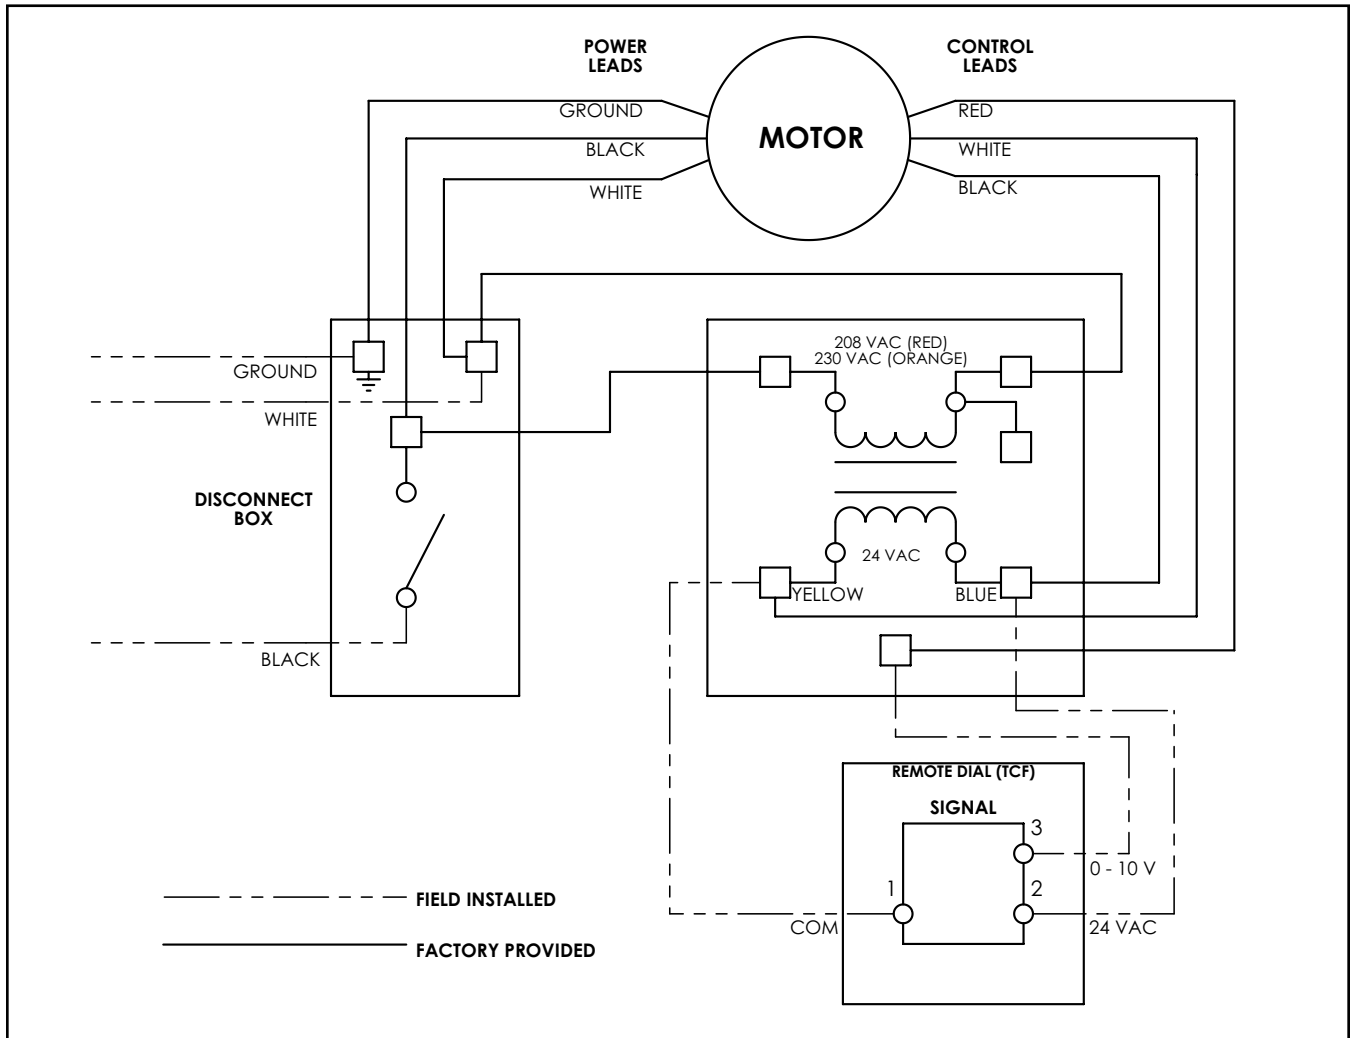 POWER
LEADS
CONTROL
LEADS
GROUND
RED
MOTOR
BLACK
WHITE
WHITE
BLACK
208 VAC (RED)
230 VAC (ORANGE)
GROUND
WHITE
DISCONNECT
BOX
24 VAC
YELLOW
BLUE
BLACK
REMOTE DIAL (TCF)
SIGNAL
3
0 - 10 V
1
2
COM
24 VAC
FIELD INSTALLED
FACTORY PROVIDED